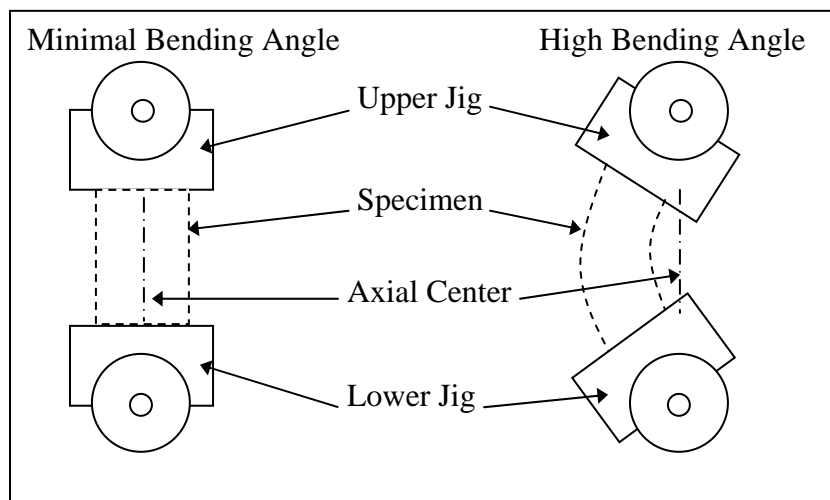 Minimal Bending Angle
High Bending Angle
Upper Jig
Specimen
Axial Center
Lower Jig